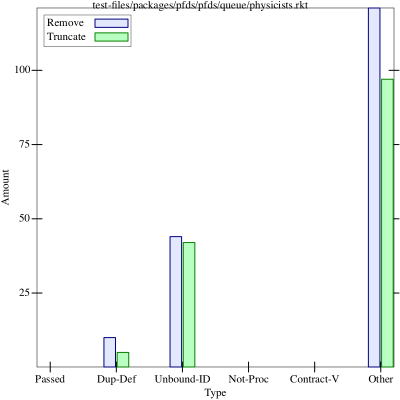 test-files/packages/pfds/pfds/queue/physicists.rkt
Remove
Truncate
100
75
50
25
Amount
Passed Dup-Def Unbound-ID Not-Proc Contract-V Other
Type